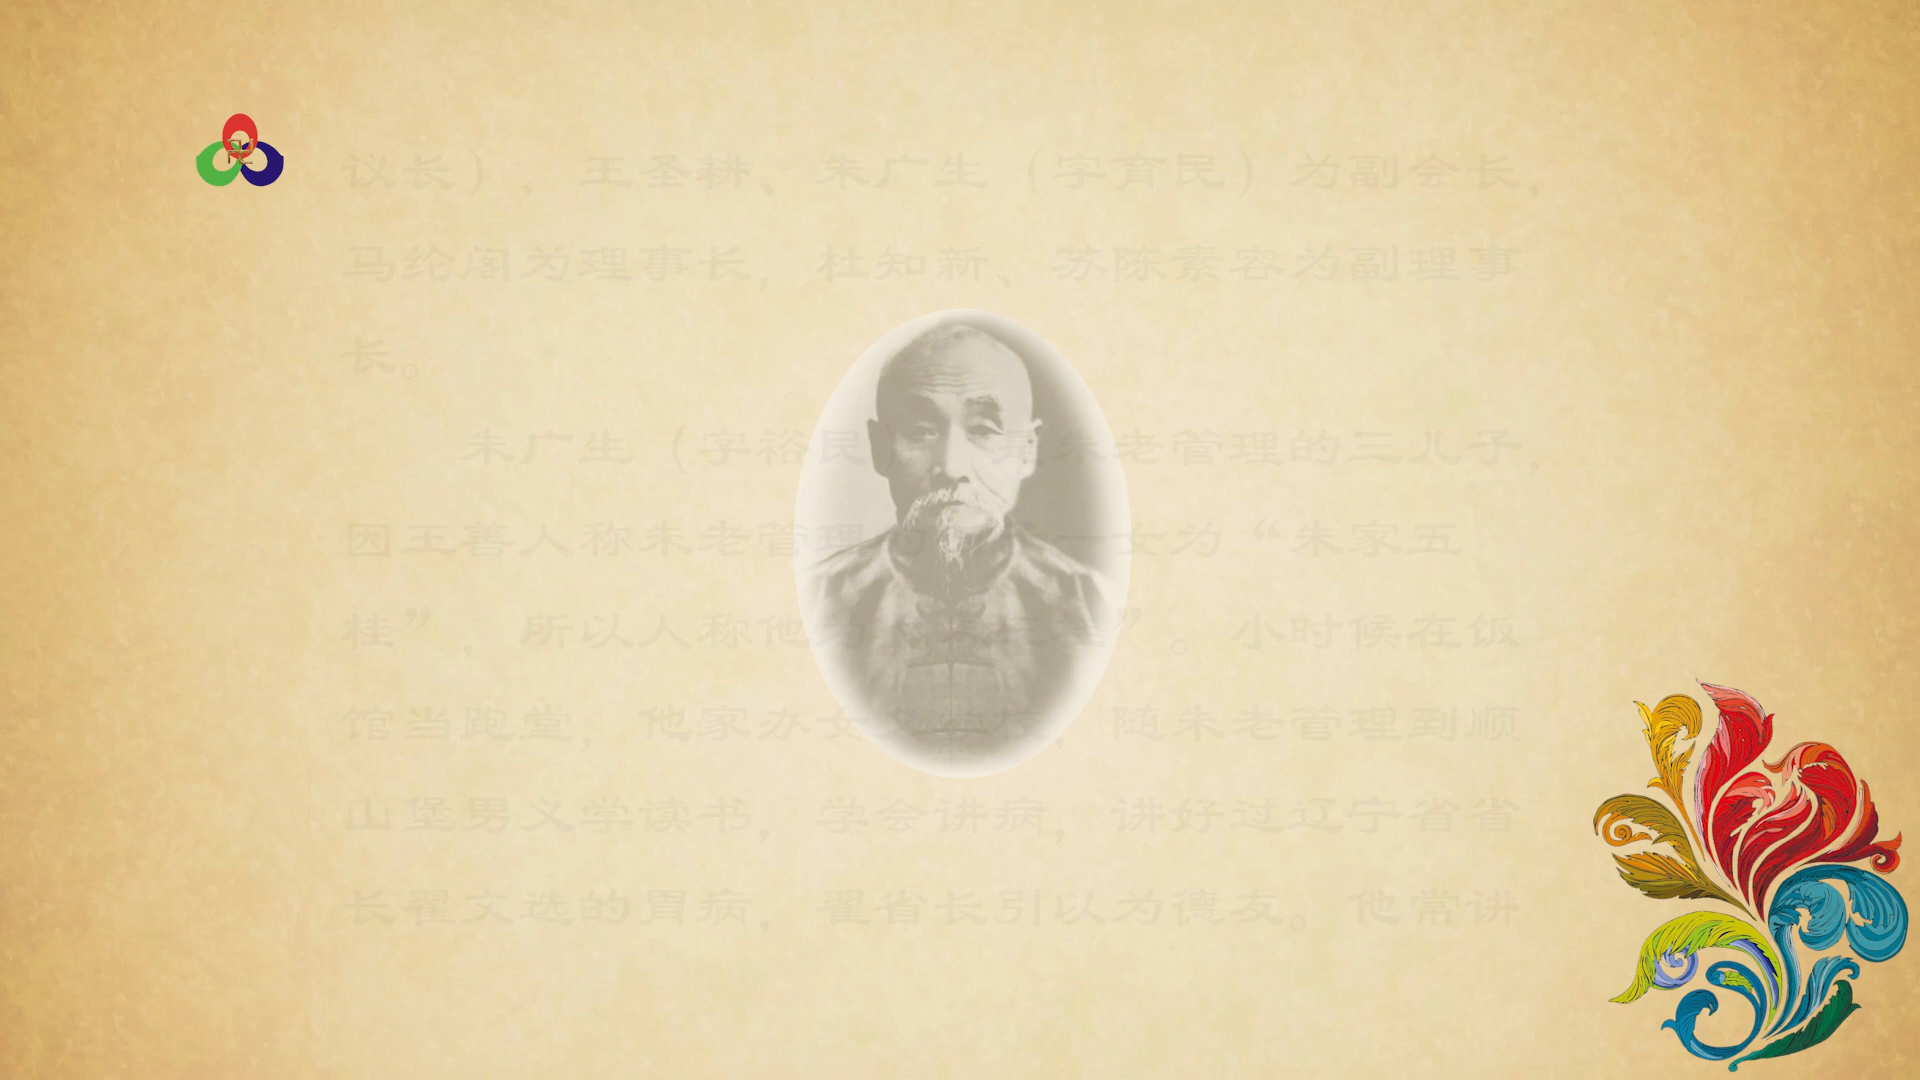 议长），王圣耕、朱广生（字育民）为副会长，
马纶阁为理事长，杜知新、苏陈素容为副理事
长。
朱广生（字裕民 是朱老管理的三儿子，
因王善人称朱老管理 一女为“朱家五
桂”，所以人称他为 ”。小时候在饭
馆当跑堂，他家办女义学后，随朱老管理到顺
山堡男义学读书，学会讲病，讲好过辽宁省省
长翟文选的胃病，翟省长引以为德友。他常讲